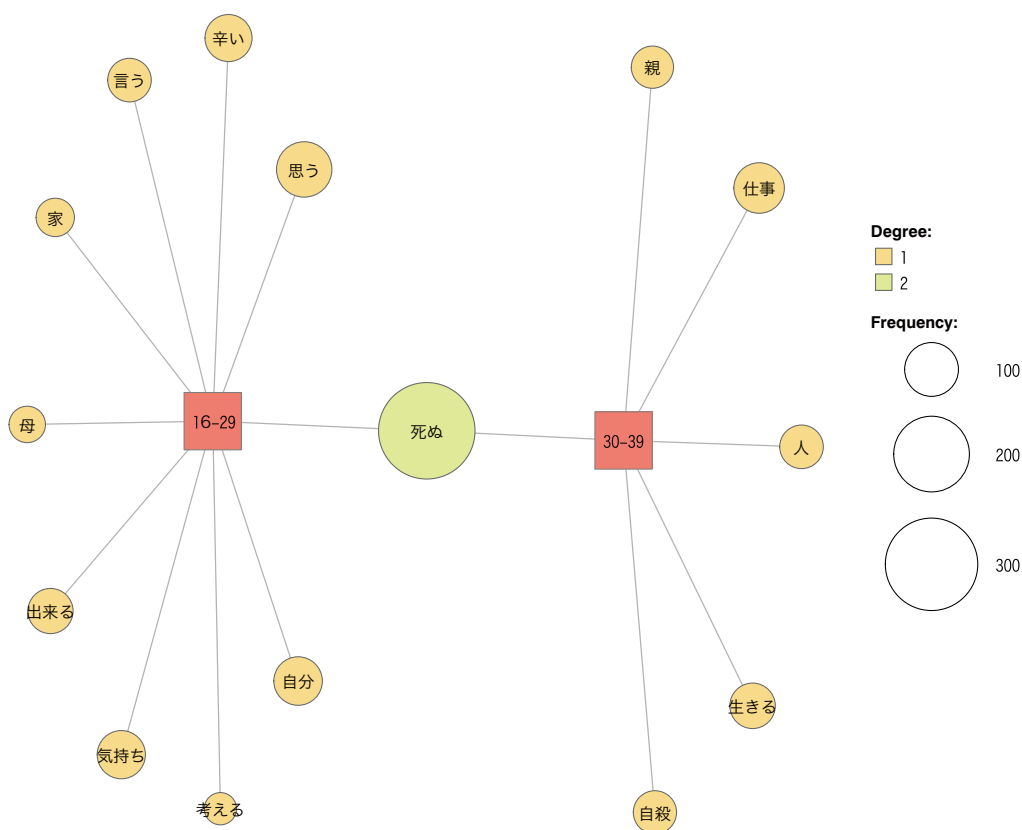 辛い
言う
親
思う
仕事
家
Degree:
1
2
Frequency:
100
16–29
死ぬ
母
30–39
人
200
300
出来る
自分
生きる
気持ち
考える
自殺